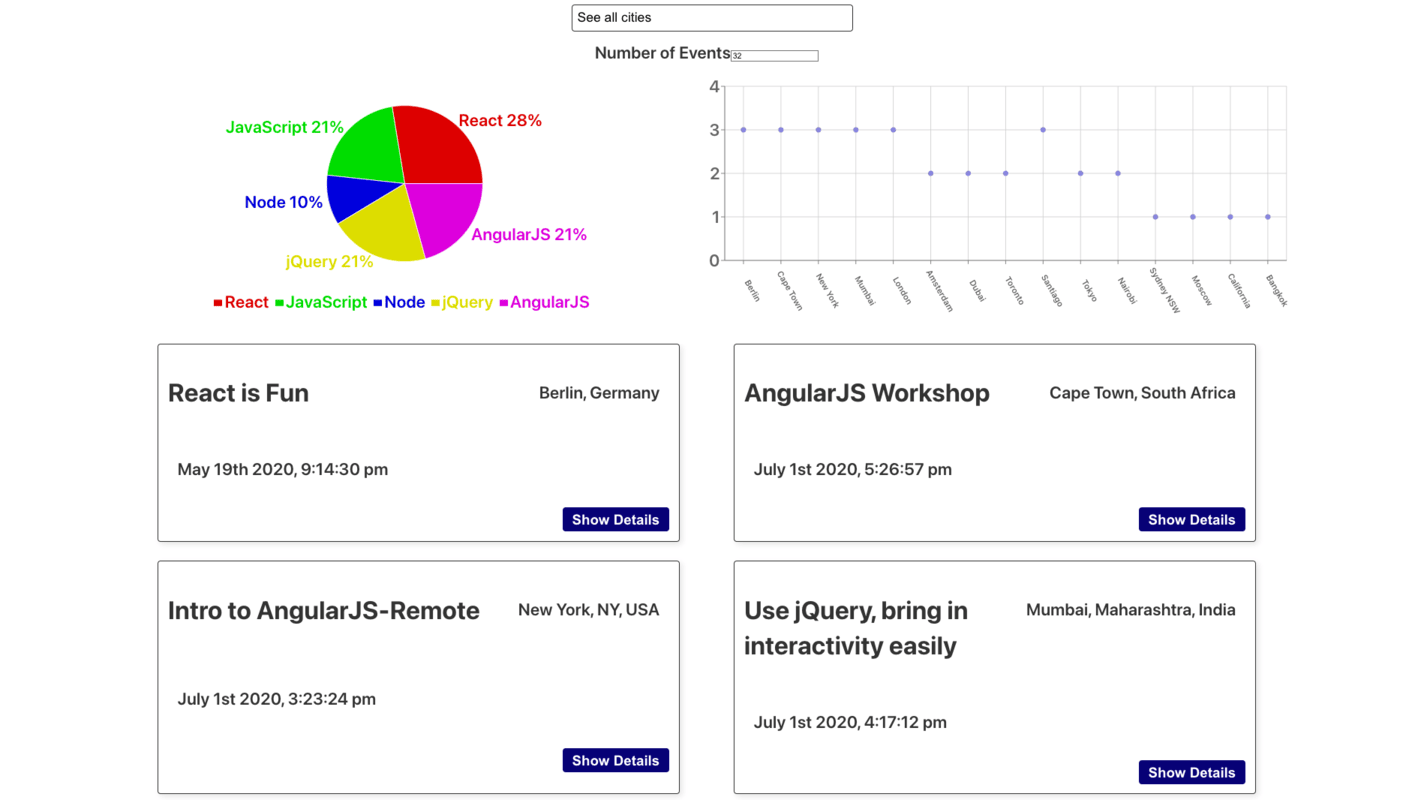 See all cities
Number of Events 32
JavaScript 21%
React 28%
Node 10%
AngularJS 21%
jQuery 21%
React JavaScript Node jQuery AngularJS
4
3
2
1
0
Berlin
Cape Town
New York
Mumbai
London
Amsterdam
Dubai
Toronto
Santiago
Tokyo
Nairobi
Sydney NSW
Moscow
California
Bangkok
React is Fun
Berlin, Germany
May 19th 2020, 9:14:30 pm
Show Details
AngularJS Workshop
Cape Town, South Africa
July 1st 2020, 5:26:57 pm
Show Details
Intro to AngularJS-Remote
New York, NY, USA
July 1st 2020, 3:23:24 pm
Show Details
Use jQuery, bring in
interactivity easily
Mumbai, Maharashtra, India
July 1st 2020, 4:17:12 pm
Show Details